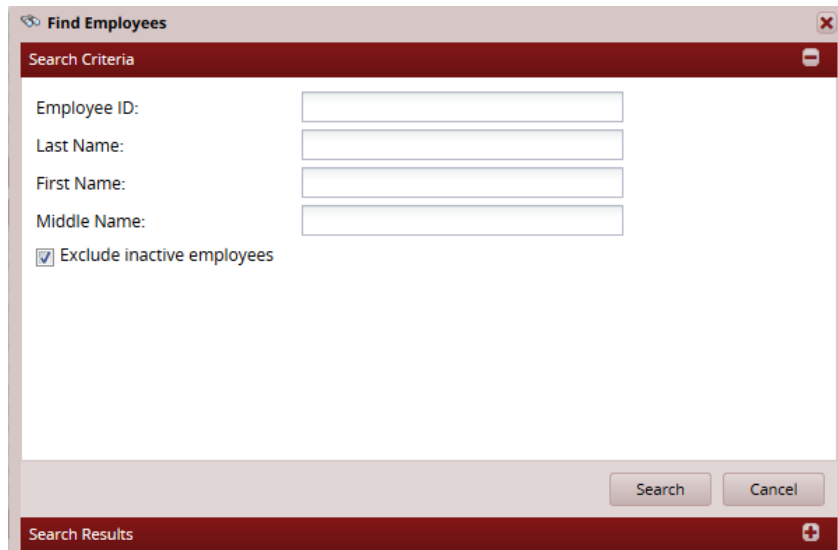 Find Employees
Search Criteria
Employee ID:
Last Name:
First Name:
Middle Name:
Exclude inactive employees
Search Cancel
Search Results